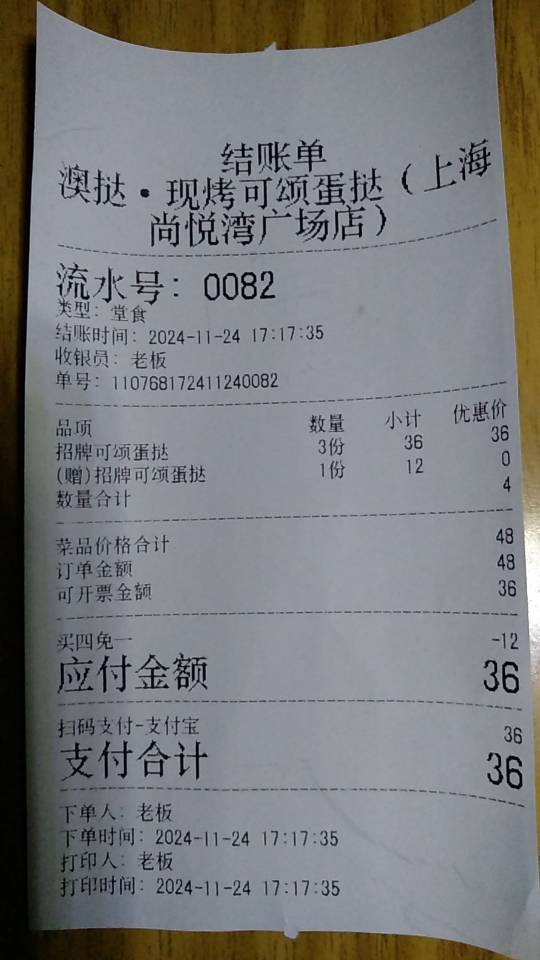 结账单
澳挞·现烤可颂蛋挞（上海
尚悦湾广场店）
流水号: 0082
类型: 堂食
结账时间: 2024-11-24 17:17:35
收银员: 老板
单号: 110768172411240082
品项 数量 小计 优惠价
招牌可颂蛋挞 3份 36 36
(赠)招牌可颂蛋挞 1份 12 0
数量合计 4
菜品价格合计 48
订单金额 48
可开票金额 36
买四免一 -12
应付金额 36
扫码支付-支付宝 36
支付合计 36
下单人: 老板
下单时间: 2024-11-24 17:17:35
打印人: 老板
打印时间: 2024-11-24 17:17:35